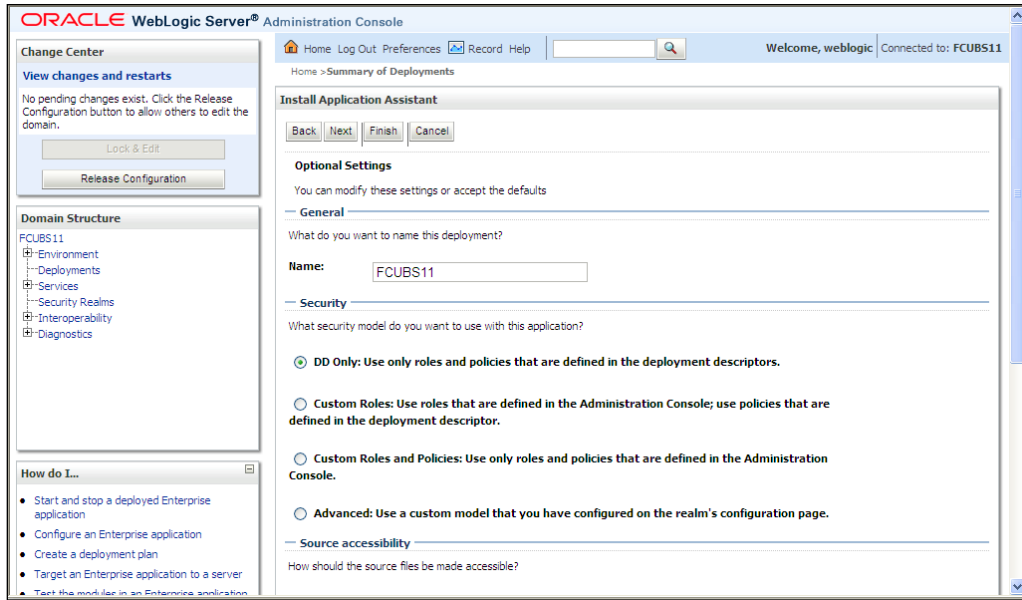 ORACLE WebLogic Server® Administration Console
Change Center
View changes and restarts
No pending changes exist. Click the Release
Configuration button to allow others to edit the
domain.
Lock & Edit
Release Configuration
Domain Structure
FCUBS11
Environment
Deployments
Services
Security Realms
Interoperability
Diagnostics
How do I...
Start and stop a deployed Enterprise
application
Configure an Enterprise application
Create a deployment plan
Target an Enterprise application to a server
Test the modules in an Enterprise application
Home Log Out Preferences Record Help
Welcome, weblogic Connected to: FCUBS11
Home >Summary of Deployments
Install Application Assistant
Back Next Finish Cancel
Optional Settings
You can modify these settings or accept the defaults
General
What do you want to name this deployment?
Name: FCUBS11
Security
What security model do you want to use with this application?
DD Only: Use only roles and policies that are defined in the deployment descriptors.
Custom Roles: Use roles that are defined in the Administration Console; use policies that are
defined in the deployment descriptor.
Custom Roles and Policies: Use only roles and policies that are defined in the Administration
Console.
Advanced: Use a custom model that you have configured on the realm's configuration page.
Source accessibility
How should the source files be made accessible?